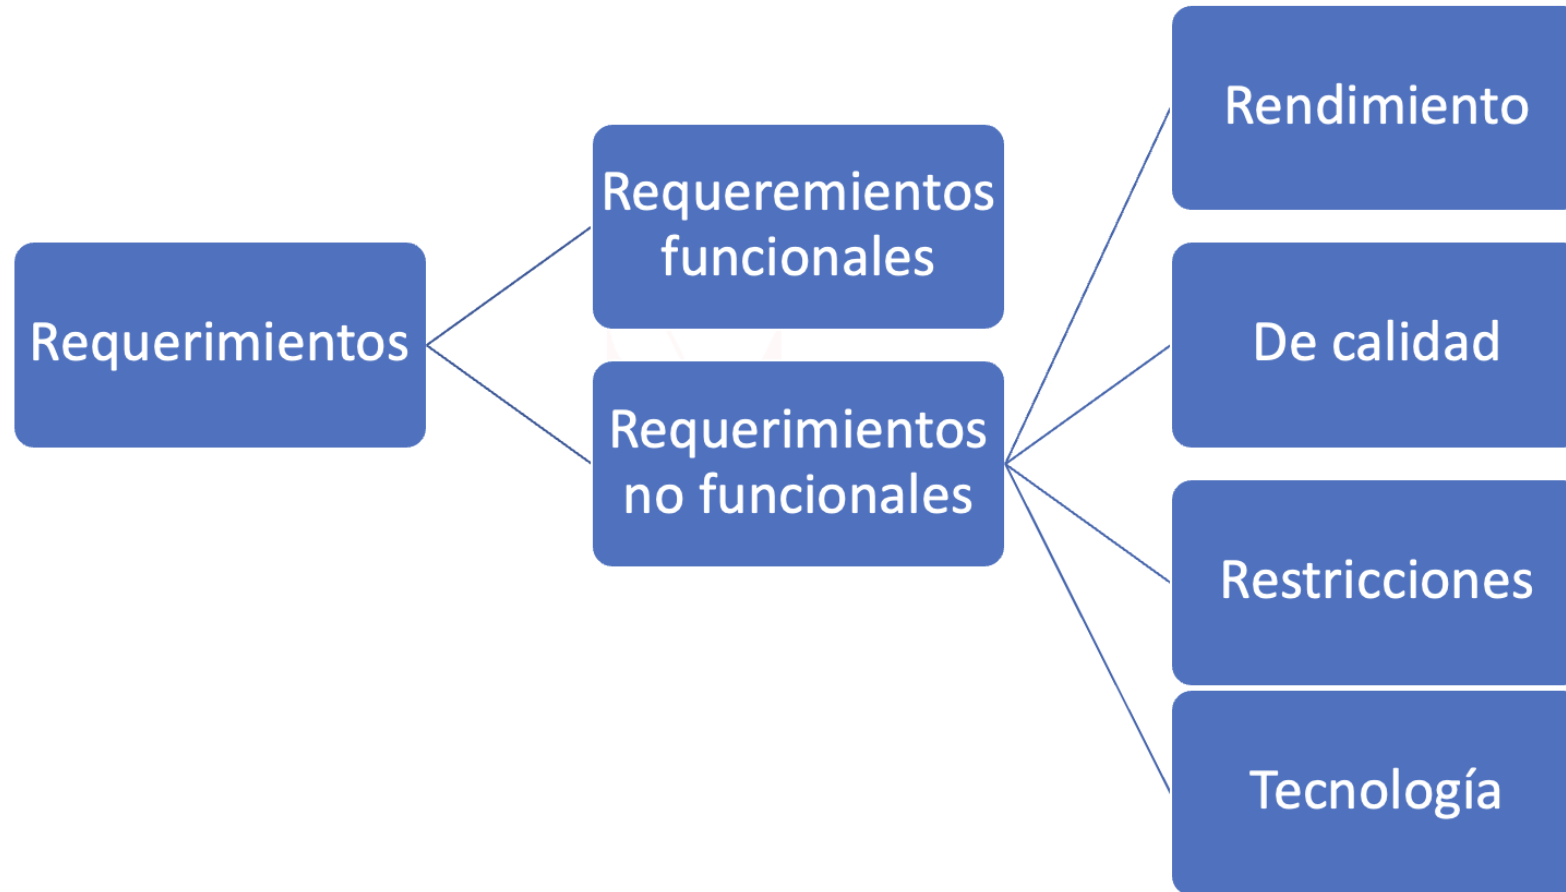 Requerimientos
Requeremientos
funcionales
Requerimientos
no funcionales
Rendimiento
De calidad
Restricciones
Tecnología